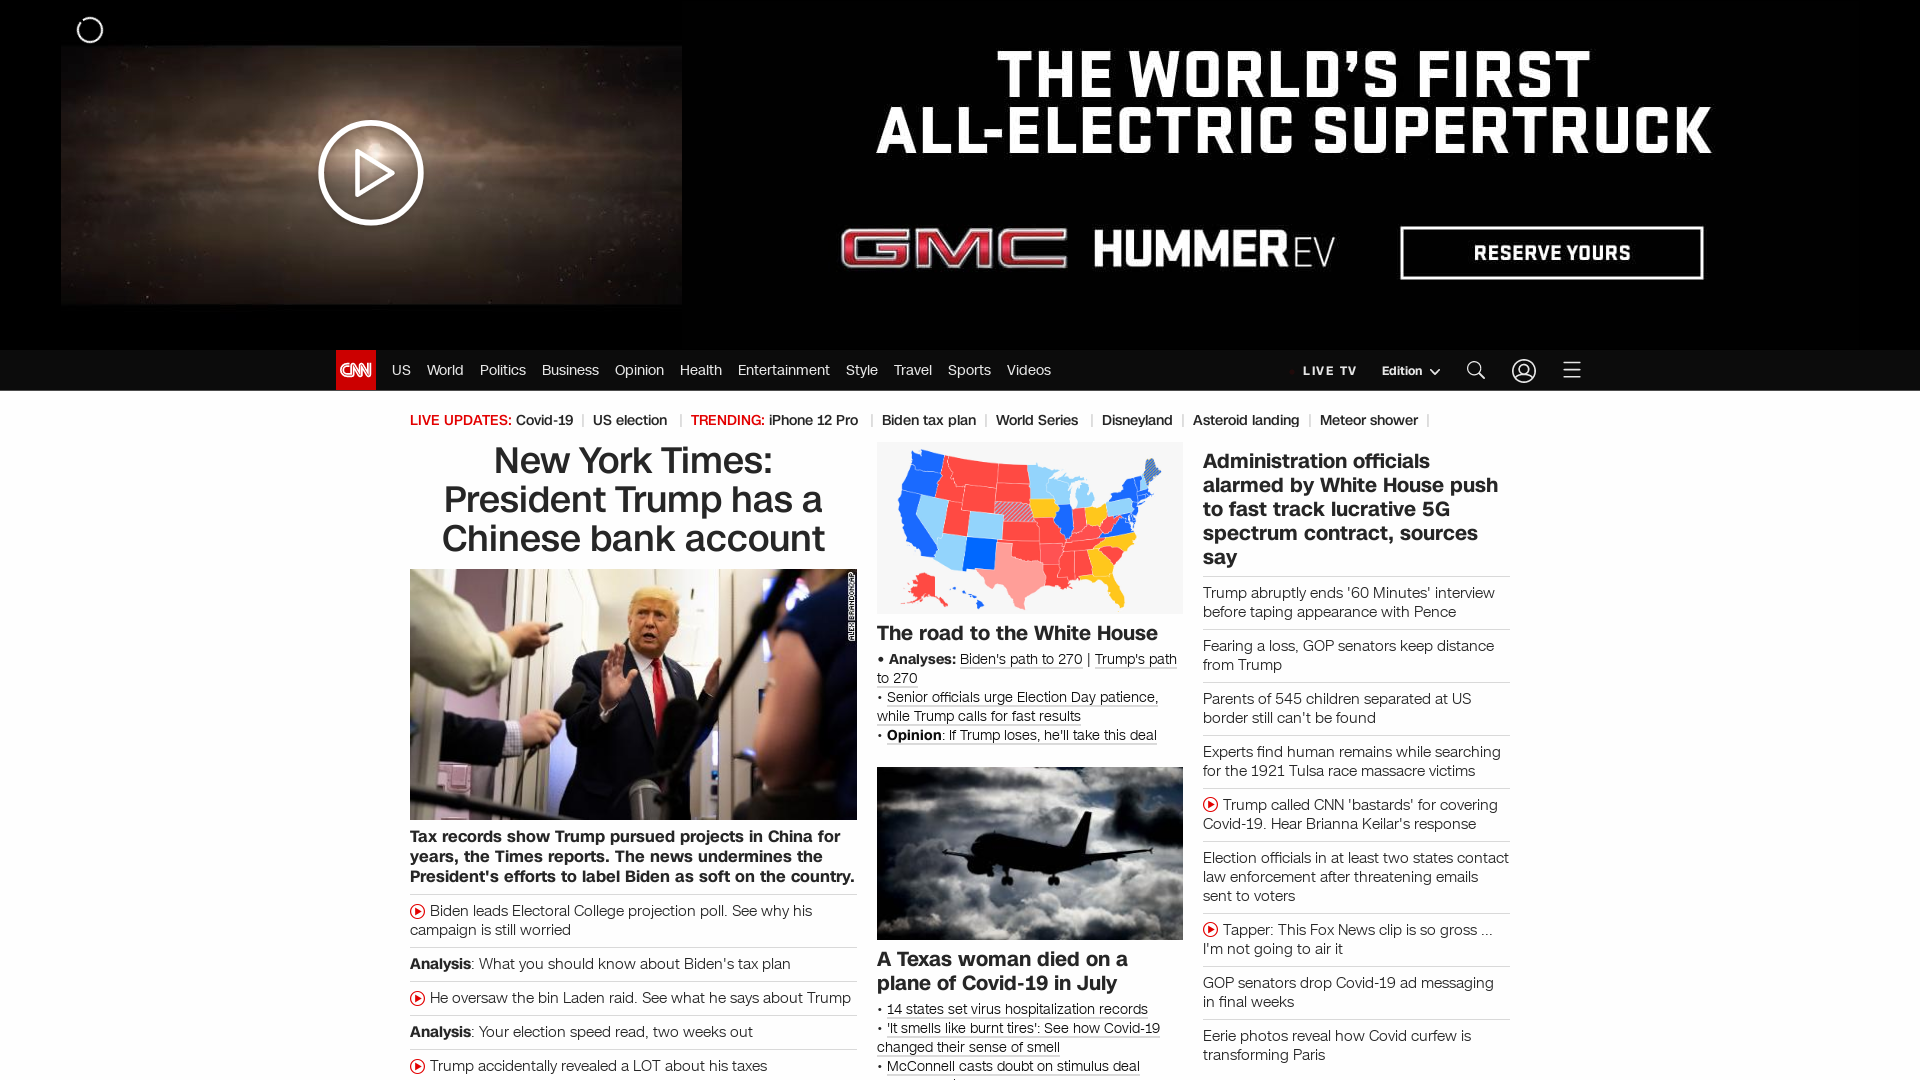 THE WORLD'S FIRST
ALL-ELECTRIC SUPERTRUCK
GMC HUMMER EV
RESERVE YOURS
CNN US World Politics Business Opinion Health Entertainment Style Travel Sports Videos LIVE TV Edition
LIVE UPDATES: Covid-19 US election TRENDING: iPhone 12 Pro Biden tax plan World Series Disneyland Asteroid landing Meteor shower
New York Times:
President Trump has a
Chinese bank account
ALEX BRANDON/AP
Tax records show Trump pursued projects in China for
years, the Times reports. The news undermines the
President's efforts to label Biden as soft on the country.
Biden leads Electoral College projection poll. See why his
campaign is still worried
Analysis: What you should know about Biden's tax plan
He oversaw the bin Laden raid. See what he says about Trump
Analysis: Your election speed read, two weeks out
Trump accidentally revealed a LOT about his taxes
The road to the White House
• Analyses: Biden's path to 270 | Trump's path
to 270
• Senior officials urge Election Day patience,
while Trump calls for fast results
• Opinion: If Trump loses, he'll take this deal
A Texas woman died on a
plane of Covid-19 in July
• 14 states set virus hospitalization records
• 'It smells like burnt tires': See how Covid-19
changed their sense of smell
• McConnell casts doubt on stimulus deal
Administration officials
alarmed by White House push
to fast track lucrative 5G
spectrum contract, sources
say
Trump abruptly ends '60 Minutes' interview
before taping appearance with Pence
Fearing a loss, GOP senators keep distance
from Trump
Parents of 545 children separated at US
border still can't be found
Experts find human remains while searching
for the 1921 Tulsa race massacre victims
Trump called CNN 'bastards' for covering
Covid-19. Hear Brianna Keilar's response
Election officials in at least two states contact
law enforcement after threatening emails
sent to voters
Tapper: This Fox News clip is so gross ...
I'm not going to air it
GOP senators drop Covid-19 ad messaging
in final weeks
Eerie photos reveal how Covid curfew is
transforming Paris